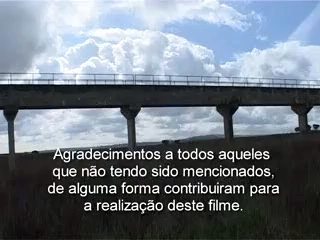 Agradecimentos a todos aqueles
que não tendo sido mencionados,
de alguma forma contribuiram para
a realização deste filme.